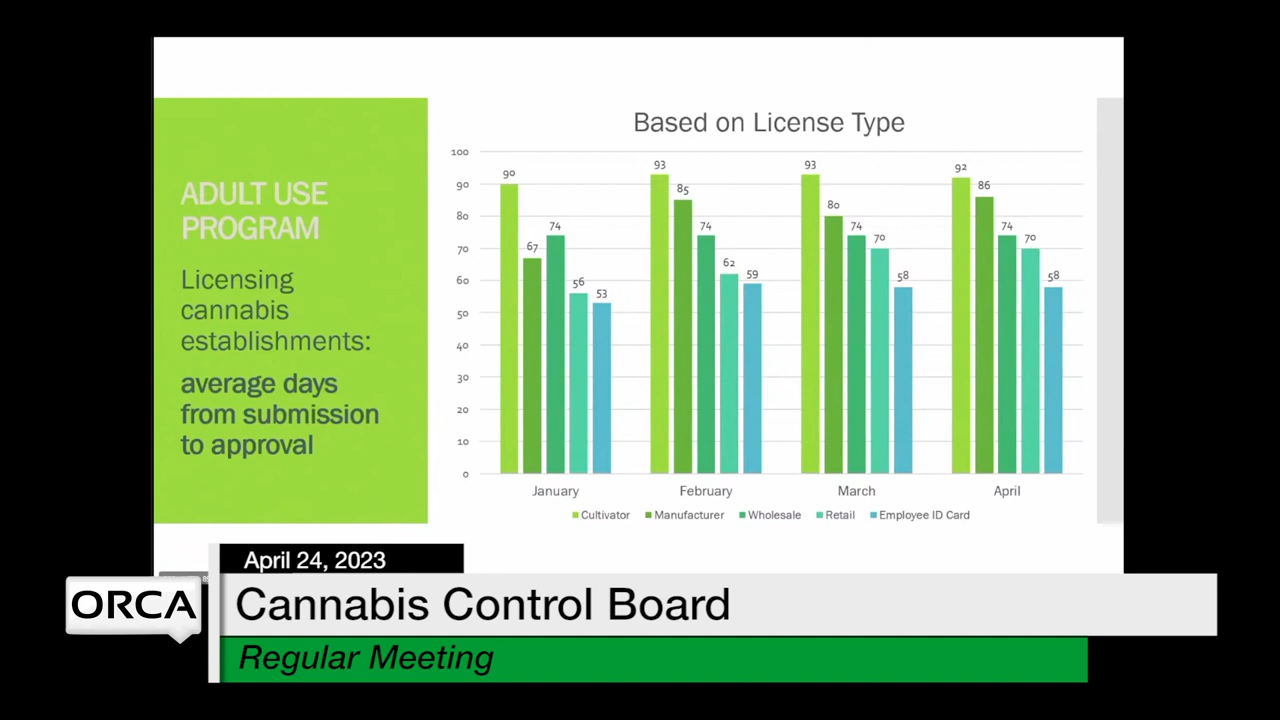 ADULT USE
PROGRAM
Licensing
cannabis
establishments:
average days
from submission
to approval
Based on License Type
100
90
80
70
60
50
40
30
20
10
0
90
67
74
56
53
93
85
74
62
59
93
80
74
70
58
92
86
74
70
58
January
February
March
April
Cultivator
Manufacturer
Wholesale
Retail
Employee ID Card
April 24, 2023
ORCA
Cannabis Control Board
Regular Meeting